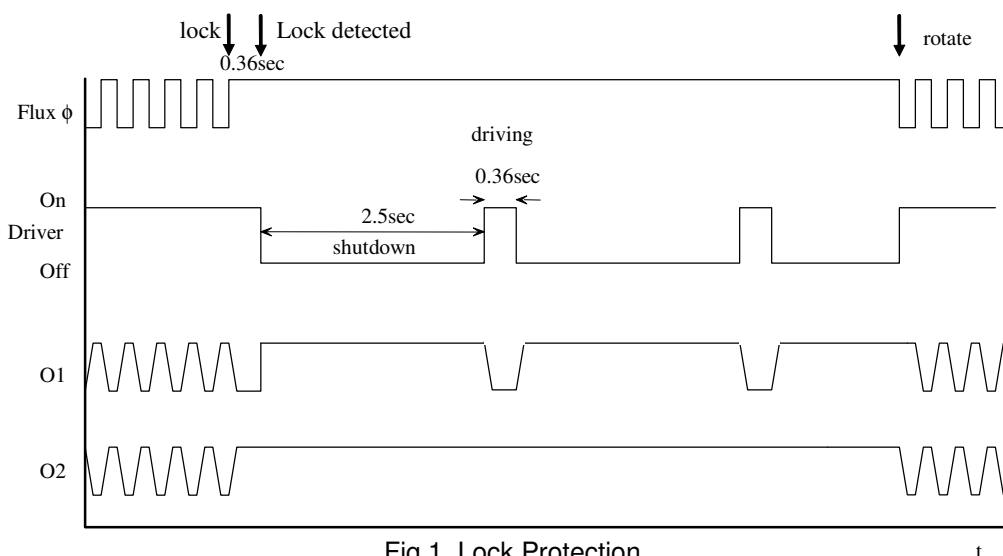 lock
Lock detected
rotate
0.36sec
Flux ϕ
driving
0.36sec
On
2.5sec
Driver
shutdown
Off
O1
O2
Fig.1 Lock Protection
t